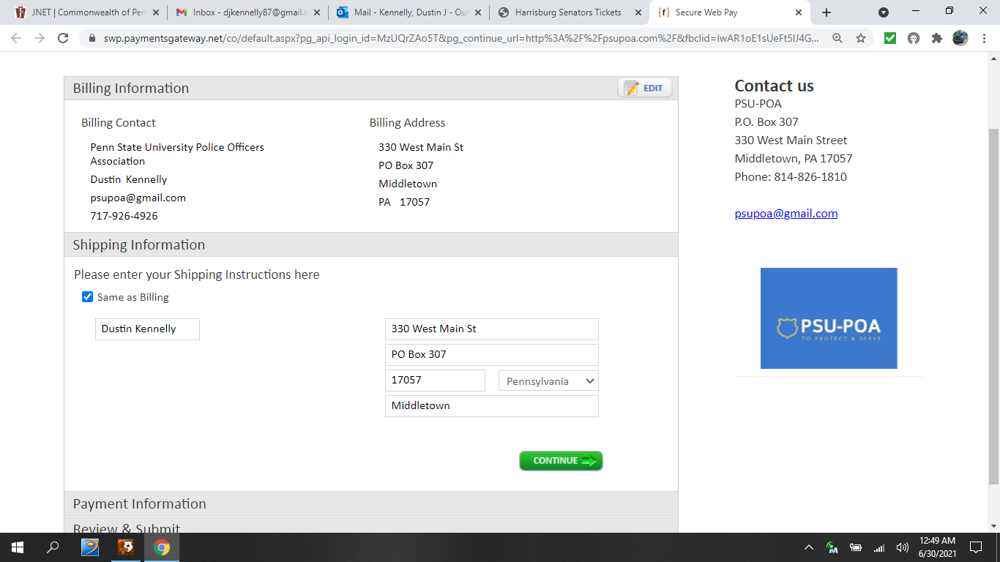 JNET | Commonwealth of Pen
Inbox - djkennelly87@gmail.c
Mail - Kennelly, Dustin J - Out
Harrisburg Senators Tickets
Secure Web Pay
swp.paymentsgateway.net/co/default.aspx?pg_api_login_id=MzUQrZAo5T&pg_continue_url=http%3A%2F%2Fpsupoa.com%2F&fbclid=IwAR1oE1sUeFt5lJ4G...
Billing Information
EDIT
Billing Contact
Penn State University Police Officers
Association
Dustin Kennelly
psupoa@gmail.com
717-926-4926
Billing Address
330 West Main St
PO Box 307
Middletown
PA 17057
Shipping Information
Please enter your Shipping Instructions here
Same as Billing
Dustin Kennelly
330 West Main St
PO Box 307
17057
Pennsylvania
Middletown
CONTINUE
Payment Information
Review & Submit
Contact us
PSU-POA
P.O. Box 307
330 West Main Street
Middletown, PA 17057
Phone: 814-826-1810
psupoa@gmail.com
PSU-POA
TO PROTECT & SERVE
12:49 AM
6/30/2021